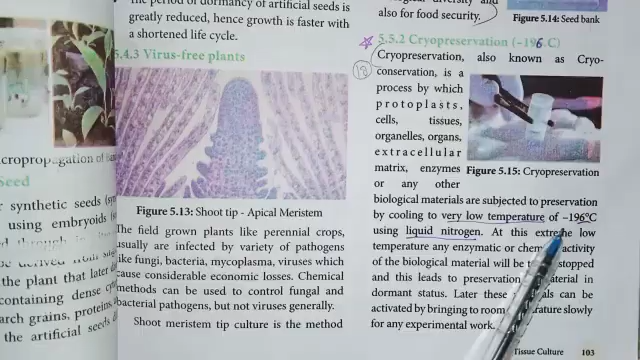 The period of dormancy of artificial seeds is
greatly reduced, hence growth is faster with
a shortened life cycle.
5.4.3 Virus-free plants
Figure 5.13: Shoot tip - Apical Meristem
The field grown plants like perennial crops,
usually are infected by variety of pathogens
like fungi, bacteria, mycoplasma, viruses which
cause considerable economic losses. Chemical
methods can be used to control fungal and
bacterial pathogens, but not viruses generally.
Shoot meristem tip culture is the method
cropropagation of
Seed
synthetic seeds
using embryoids
the plant that later
containing dense
arch grains, proteins
the artificial seeds
also for food security.
Figure 5.14: Seed bank
5.5.2 Cryopreservation (-196 C)
Cryopreservation, also known as Cryo-
conservation, is a
process by which
protoplasts,
cells, tissues,
organelles, organs,
extracellular
matrix, enzymes
or any other
Figure 5.15: Cryopreservation
biological materials are subjected to preservation
by cooling to very low temperature of -196°C
using liquid nitrogen. At this extreme low
temperature any enzymatic or activity
of the biological material will be stopped
and this leads to preservation material in
dormant status. Later these can be
activated by bringing to room slowly
for any experimental work.
Tissue Culture 103